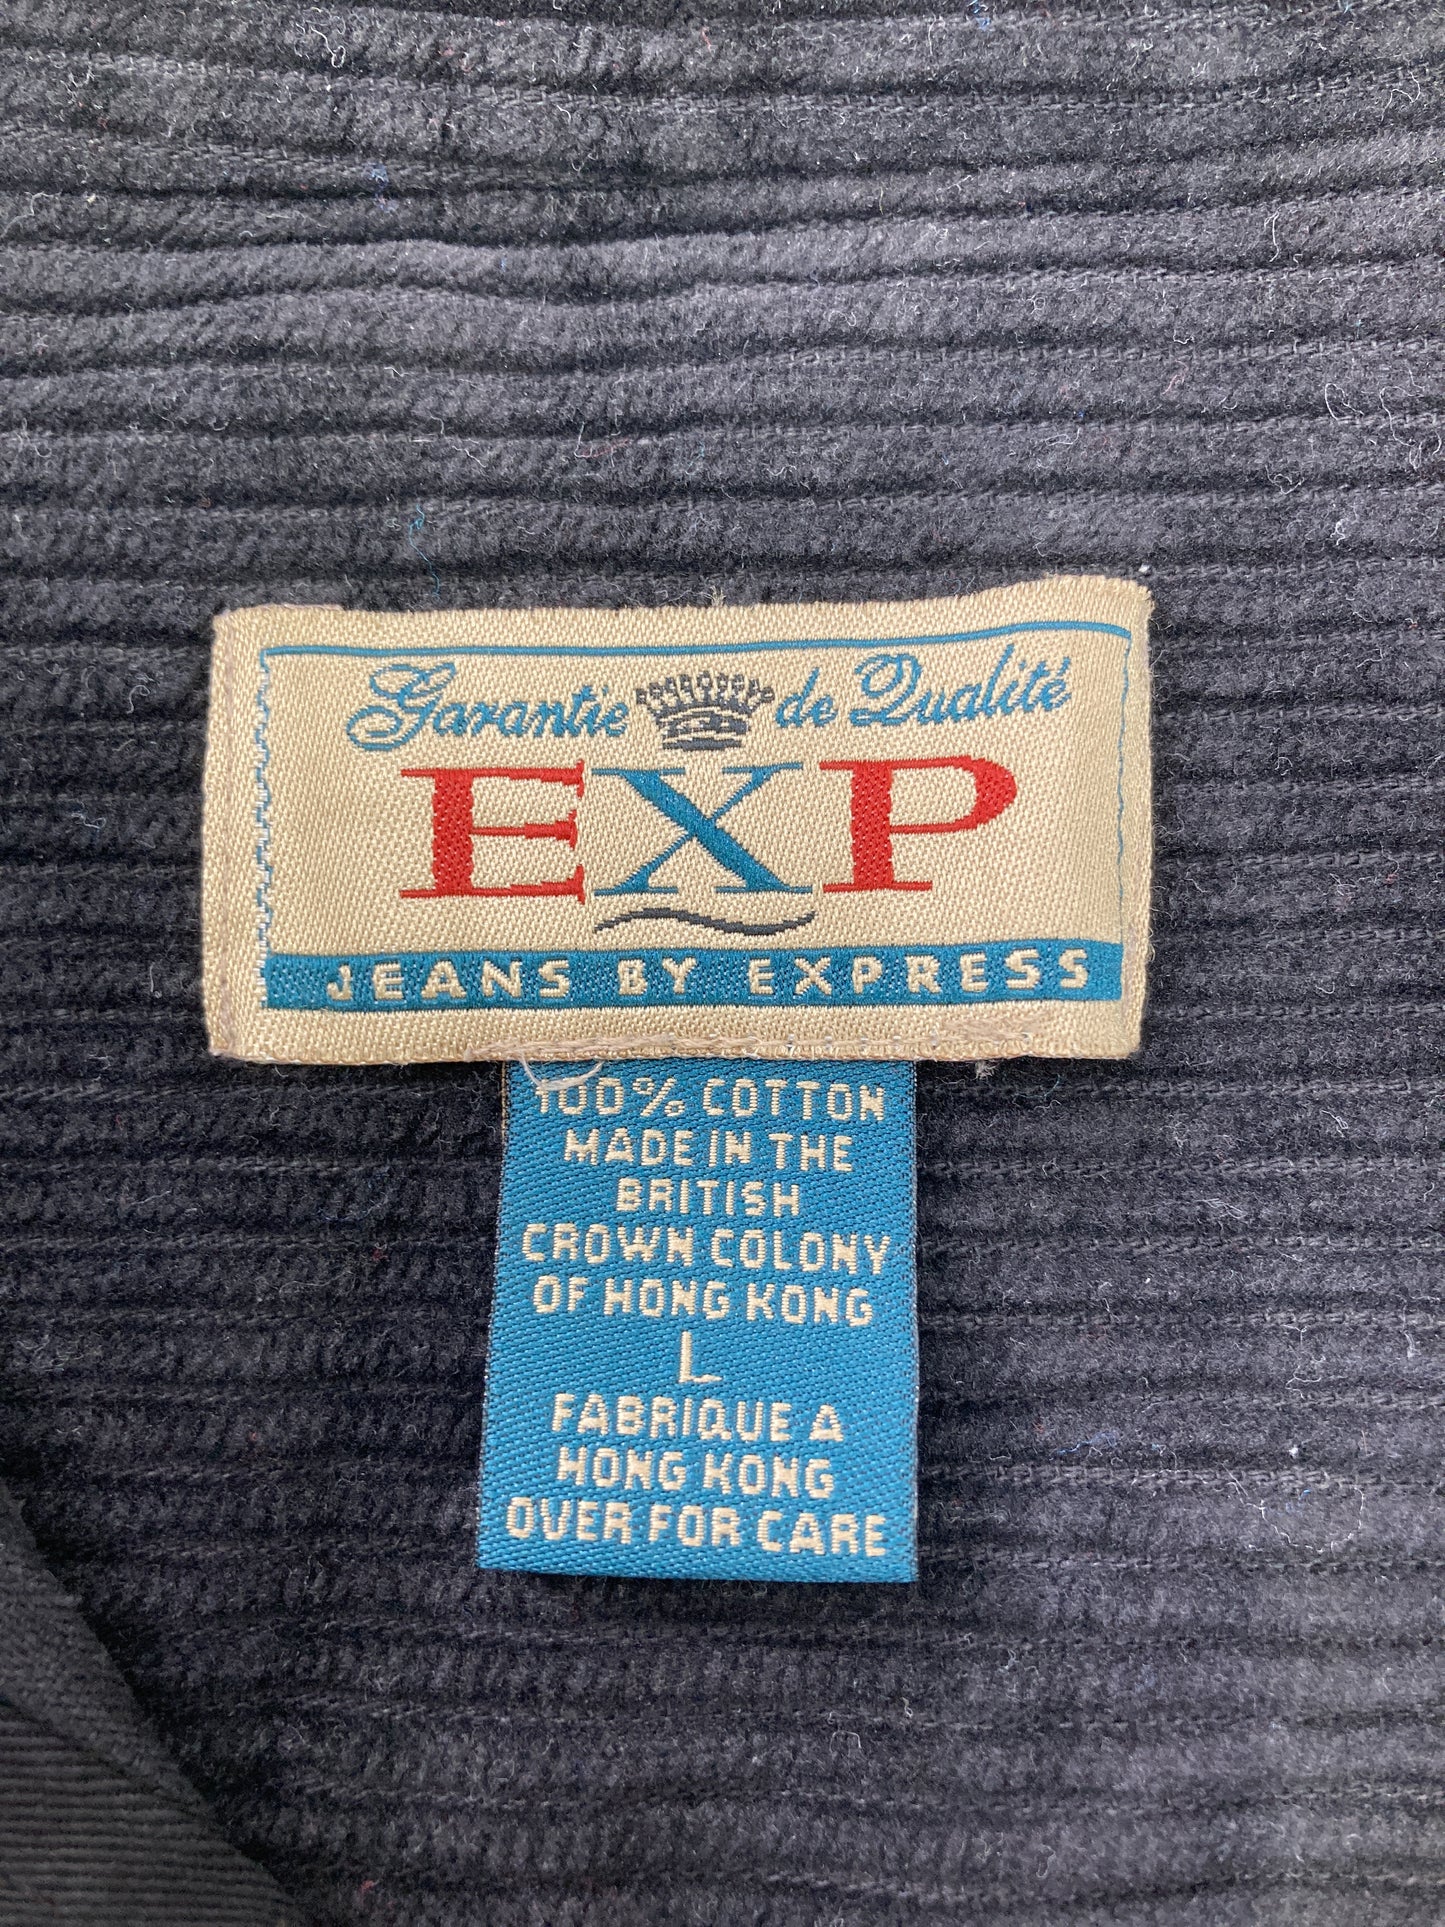 Garantie de Qualité
EXP
JEANS BY EXPRESS
100% COTTON
MADE IN THE
BRITISH
CROWN COLONY
OF HONG KONG
L
FABRIQUE A
HONG KONG
OVER FOR CARE